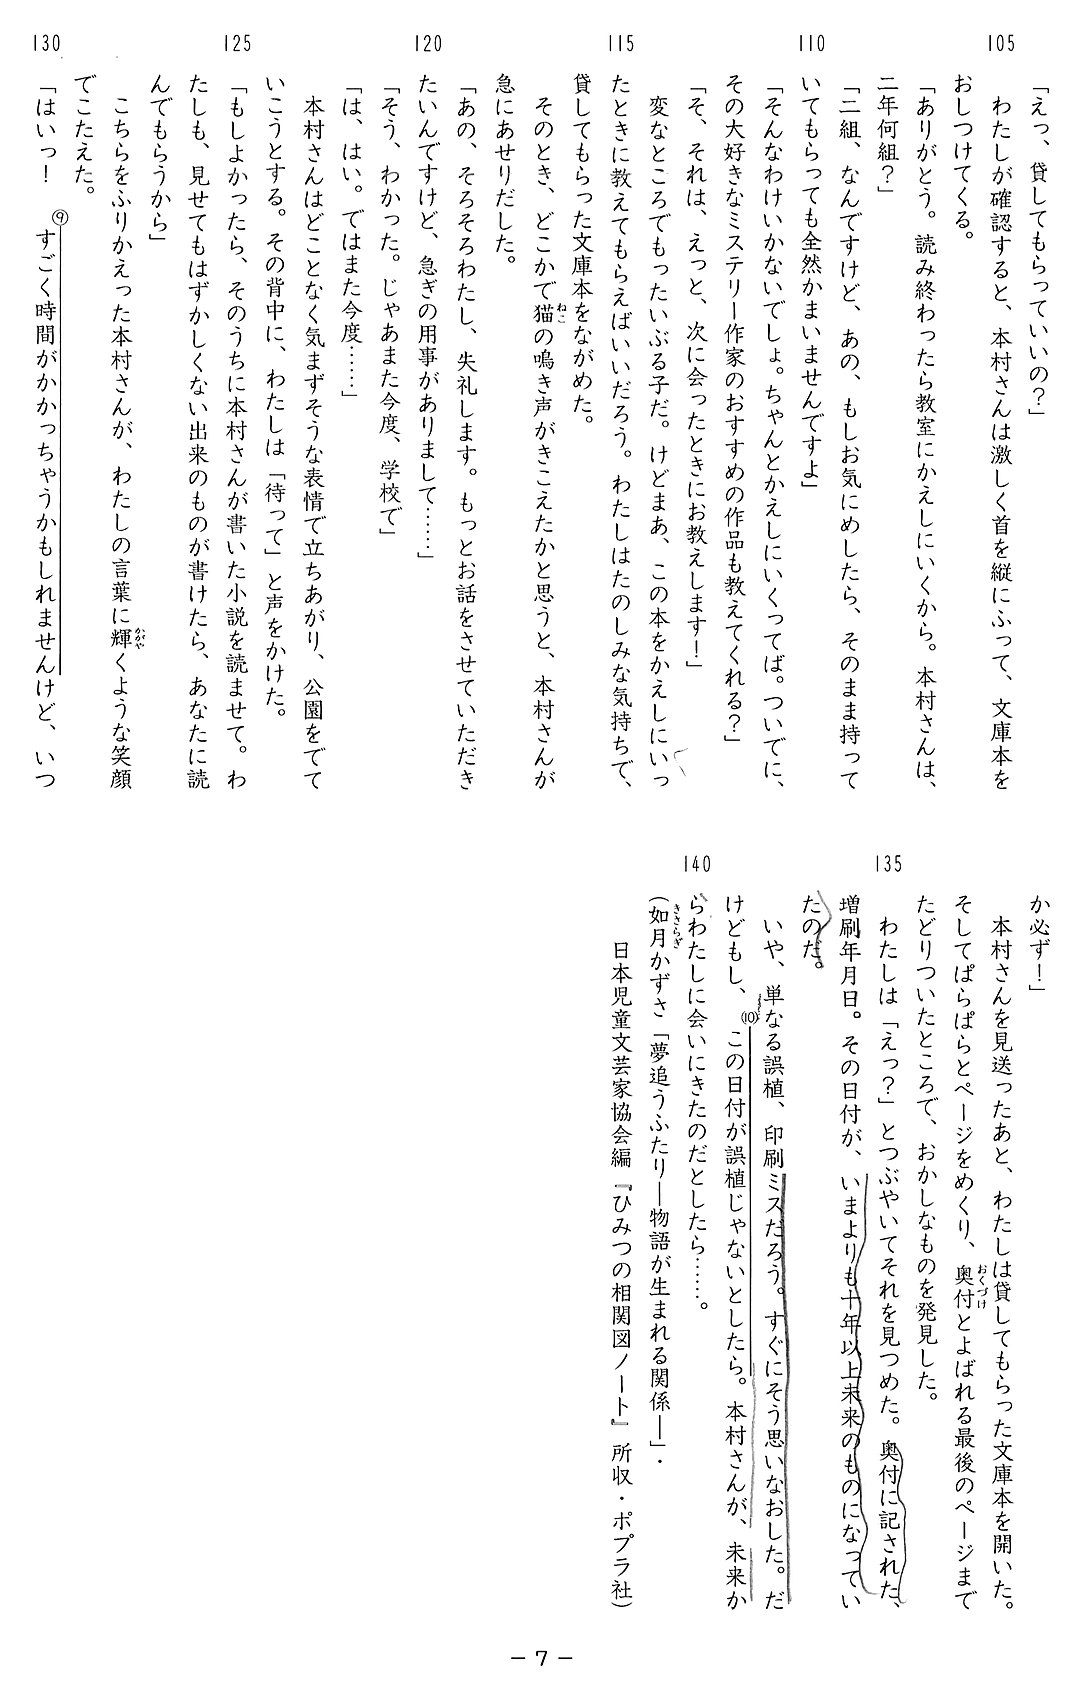 「えっ、貸してもらっていいの？」
105
わたしが確認すると、本村さんは激しく首を縦にふって、文庫本を
おしつけてくる。
「ありがとう。読み終わったら教室にかえしにいくから。本村さんは、
二年何組？」
110
「二組、なんですけど、あの、もしお気にめしたら、そのまま持って
いてもらっても全然かまいませんですよ」
「そんなわけいかないでしょ。ちゃんとかえしにいくってば。ついでに、
その大好きなミステリー作家のおすすめの作品も教えてくれる？」
「そ、それは、えっと、次に会ったときにお教えします！」
変なところでもったいぶる子だ。けどまあ、この本をかえしにいっ
115
たときに教えてもらえばいいだろう。わたしはたのしみな気持ちで、
貸してもらった文庫本をながめた。
そのとき、どこかで猫の鳴き声がきこえたかと思うと、本村さんが
ねこ
急にあせりだした。
「あの、そろそろわたし、失礼します。もっとお話をさせていただき
120
たいんですけど、急ぎの用事がありまして……」
「そう、わかった。じゃあまた今度、学校で」
「は、はい。ではまた今度……」
本村さんはどことなく気まずそうな表情で立ちあがり、公園をでて
いこうとする。その背中に、わたしは「待って」と声をかけた。
125
「もしよかったら、そのうちに本村さんが書いた小説を読ませて。わ
たしも、見せてもはずかしくない出来のものが書けたら、あなたに読
んでもらうから」
こちらをふりかえった本村さんが、わたしの言葉に輝くような笑顔
かがや
でこたえた。
130
「はいっ！　⑨すごく時間がかかっちゃうかもしれませんけど、いつ
か必ず！」
本村さんを見送ったあと、わたしは貸してもらった文庫本を開いた。
そしてぱらぱらとページをめくり、奥付とよばれる最後のページまで
おくづけ
たどりついたところで、おかしなものを発見した。
135
わたしは「えっ？」とつぶやいてそれを見つめた。奥付に記された、
増刷年月日。その日付が、いまよりも十年以上未来のものになってい
たのだ。
いや、単なる誤植、印刷ミスだろう。すぐにそう思いなおした。だ
けどもし、⑩この日付が誤植じゃないとしたら。本村さんが、未来か
140
らわたしに会いにきたのだとしたら……。
（如月かずさ「夢追うふたり―物語が生まれる関係―」・
きさらぎ
日本児童文芸家協会編『ひみつの相関図ノート』所収・ポプラ社）
― 7 ―